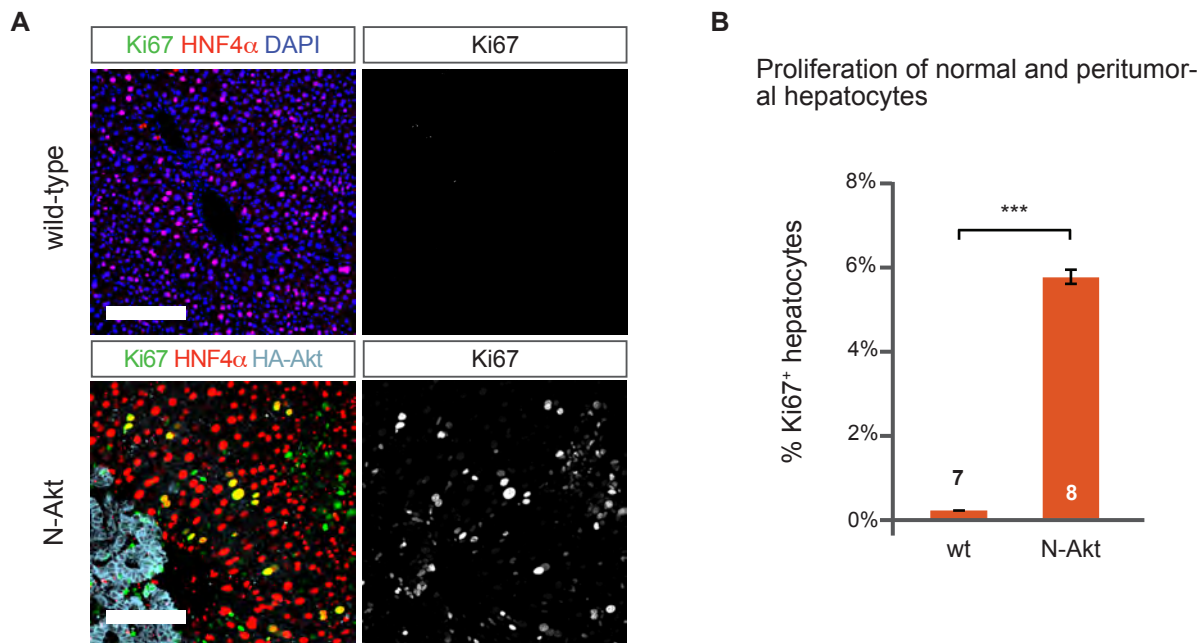 A
Ki67 HNF4α DAPI
Ki67
wild-type
Ki67 HNF4α HA-Akt
Ki67
N-Akt
B
Proliferation of normal and peritumor-
al hepatocytes
% Ki67⁺ hepatocytes
8%
6%
4%
2%
0%
***
7
8
wt
N-Akt